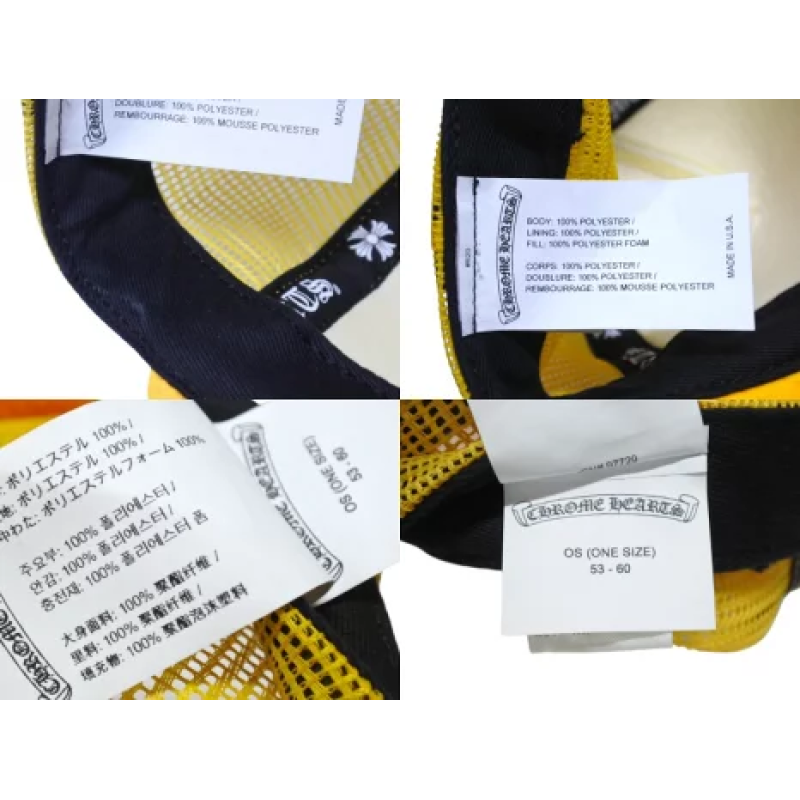 DOUBLURE: 100% POLYESTER /
REMBOURRAGE: 100% MOUSSE POLYESTER
MADE
CHROME HEARTS
BODY: 100% POLYESTER /
LINING: 100% POLYESTER /
FILL: 100% POLYESTER FOAM
CORPS: 100% POLYESTER /
DOUBLURE: 100% POLYESTER /
REMBOURRAGE: 100% MOUSSE POLYESTER
MADE IN U.S.A.
ポリエステル 100% /
地: ポリエステル 100% /
中わた: ポリエステルフォーム 100%
주요부: 100% 폴리에스터 /
안감: 100% 폴리에스터 /
충전재: 100% 폴리에스터 폼
大身面料: 100% 聚酯纤维 /
里料: 100% 聚酯纤维 /
填充物: 100% 聚酯泡沫塑料
CHROME
CHROME HEARTS
OS (ONE SIZE)
53 - 60
CHROME HEARTS
OS (ONE SIZE)
53 - 60